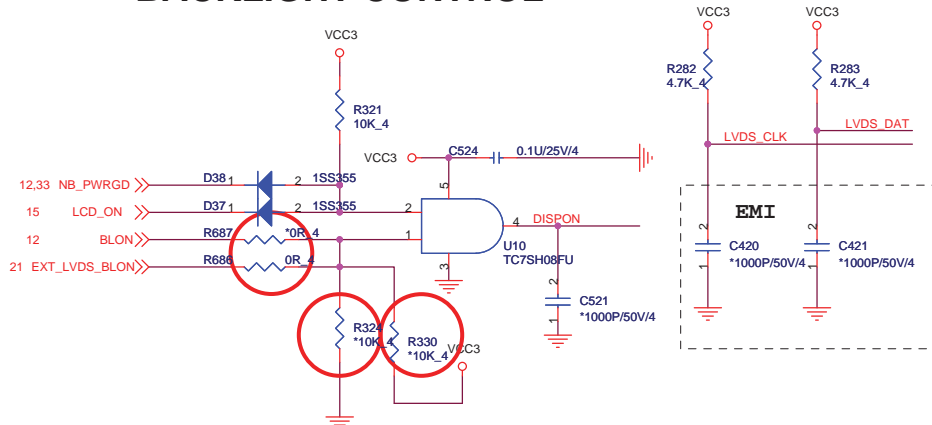 VCC3
R321
10K_4
VCC3
C524
0.1U/25V/4
12,33 NB_PWRGD
D38 1
2
1SS355
15 LCD_ON
D37 1
2
1SS355
12 BLON
R687
*0R_4
21 EXT_LVDS_BLON
R686
0R_4
2
1
5
4
3
DISPON
U10
TC7SH08FU
2
1
C521
*1000P/50V/4
R324
*10K_4
R330
*10K_4
VCC3
VCC3
VCC3
R282
4.7K_4
R283
4.7K_4
LVDS_DAT
LVDS_CLK
EMI
2
1
C420
*1000P/50V/4
2
1
C421
*1000P/50V/4